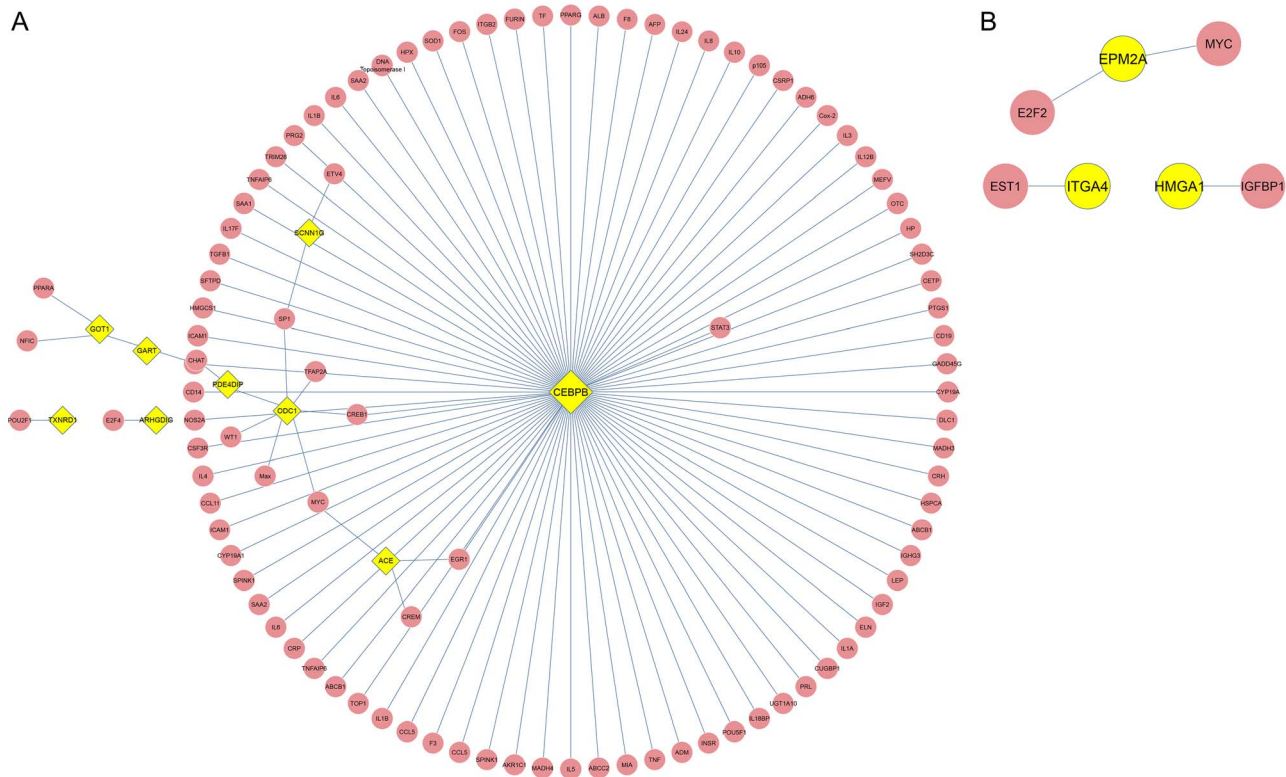 A
B
ITGB2
FURIN
TF
PPARG
ALB
F8
AFP
IL24
IL8
IL10
p105
CSRP1
ADH6
Cox-2
IL3
IL12B
MEFV
OTC
HP
SH2D3C
CETP
PTGS1
CD19
GADD45G
CYP19A
DLC1
MADH3
CRH
HSPCA
ABCB1
IGHG3
LEP
IGF2
ELN
IL1A
CUGBP1
PRL
UGT1A10
IL18BP
POU5F1
INSR
ADM
TNF
MIA
ABCC2
IL5
MADH4
AKR1C1
SPINK1
CCL5
F3
CCL5
IL1B
TOP1
ABCB1
TNFAIP6
CRP
IL6
SAA2
SPINK1
CYP19A1
ICAM1
CCL11
IL4
CSF3R
NOS2A
CD14
CHAT
ICAM1
HMGCS1
SFTPD
TGFB1
IL17F
SAA1
TNFAIP6
TRIM26
PRG2
IL1B
IL6
SAA2
DNA
Topoisomerase I
HPX
SOD1
FOS
ETV4
SCNN1G
SP1
STAT3
CEBPB
PPARA
NFIC
GOT1
GART
PDE4DIP
TFAP2A
ODC1
CREB1
WT1
Max
MYC
ACE
EGR1
CREM
POU2F1
TXNRD1
E2F4
ARHGDIG
EPM2A
MYC
E2F2
EST1
ITGA4
HMGA1
IGFBP1